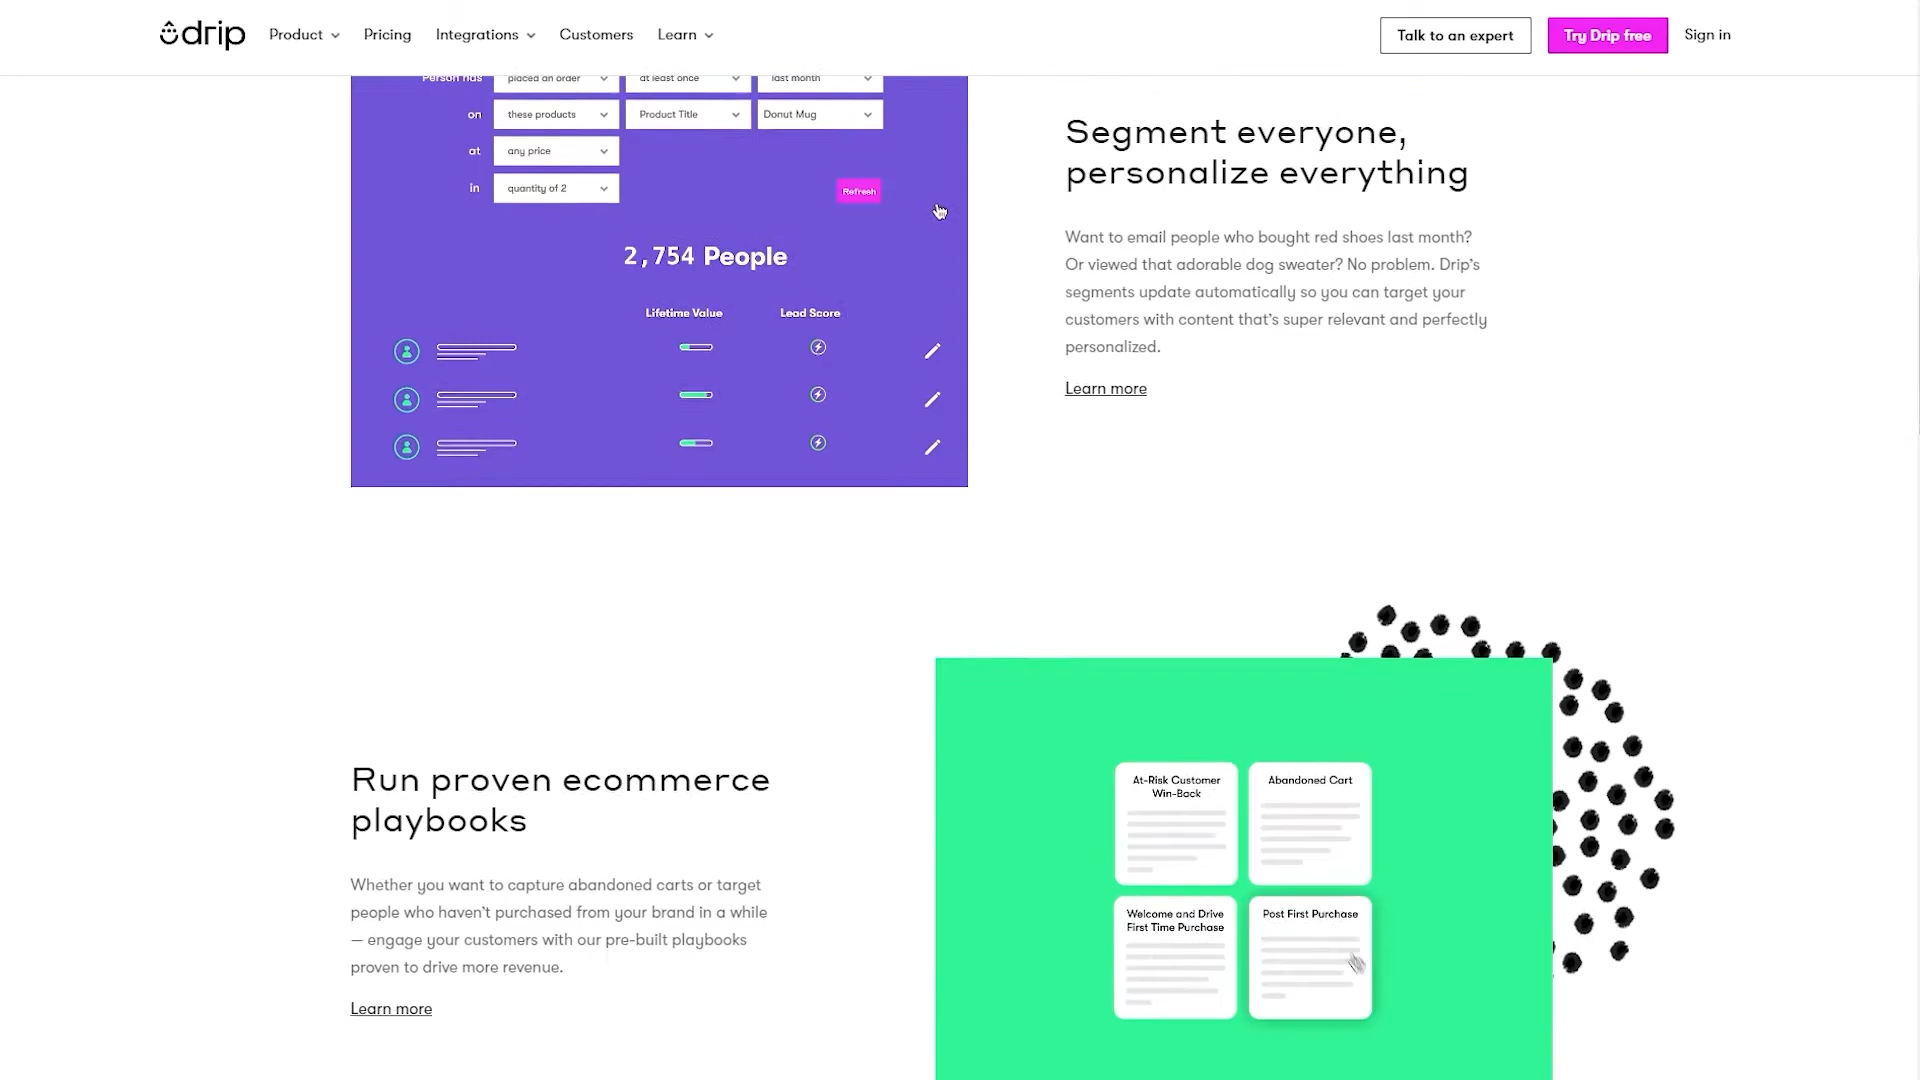 drip Product Pricing Integrations Customers Learn Talk to an expert Try Drip free Sign in
Person has placed an order at least once last month
on these products Product Title Donut Mug
at any price
in quantity of 2 Refresh
2,754 People
Lifetime Value Lead Score
Segment everyone,
personalize everything
Want to email people who bought red shoes last month?
Or viewed that adorable dog sweater? No problem. Drip’s
segments update automatically so you can target your
customers with content that’s super relevant and perfectly
personalized.
Learn more
Run proven ecommerce
playbooks
Whether you want to capture abandoned carts or target
people who haven’t purchased from your brand in a while
— engage your customers with our pre-built playbooks
proven to drive more revenue.
Learn more
At-Risk Customer
Win-Back
Abandoned Cart
Welcome and Drive
First Time Purchase
Post First Purchase